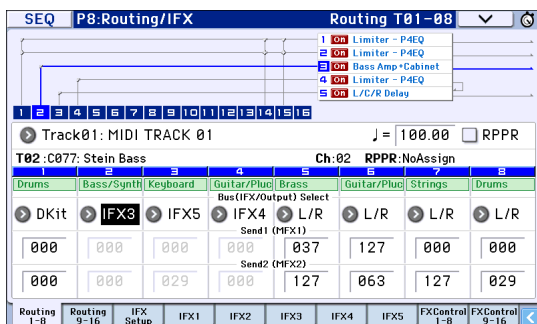 SEQ P8:Routing/IFX Routing T01-08
1 On Limiter - P4EQ
2 On Limiter - P4EQ
3 On Bass Amp+Cabinet
4 On Limiter - P4EQ
5 On L/C/R Delay
1 2 3 4 5 6 7 8 9 10 11 12 13 14 15 16
Track01: MIDI TRACK 01 ♩= 100.00 RPPR
T02 :C077: Stein Bass Ch:02 RPPR:NoAssign
1 2 3 4 5 6 7 8
Drums Bass/Synth Keyboard Guitar/Pluc Brass Guitar/Pluc Strings Drums
Bus(IFX/Output) Select
DKit IFX3 IFX5 IFX4 L/R L/R L/R L/R
Send1 (MFX1)
000 000 000 000 037 127 000 000
Send2 (MFX2)
000 000 029 000 127 063 127 029
Routing 1-8 Routing 9-16 IFX Setup IFX1 IFX2 IFX3 IFX4 IFX5 FXControl 1-8 FXControl 9-16